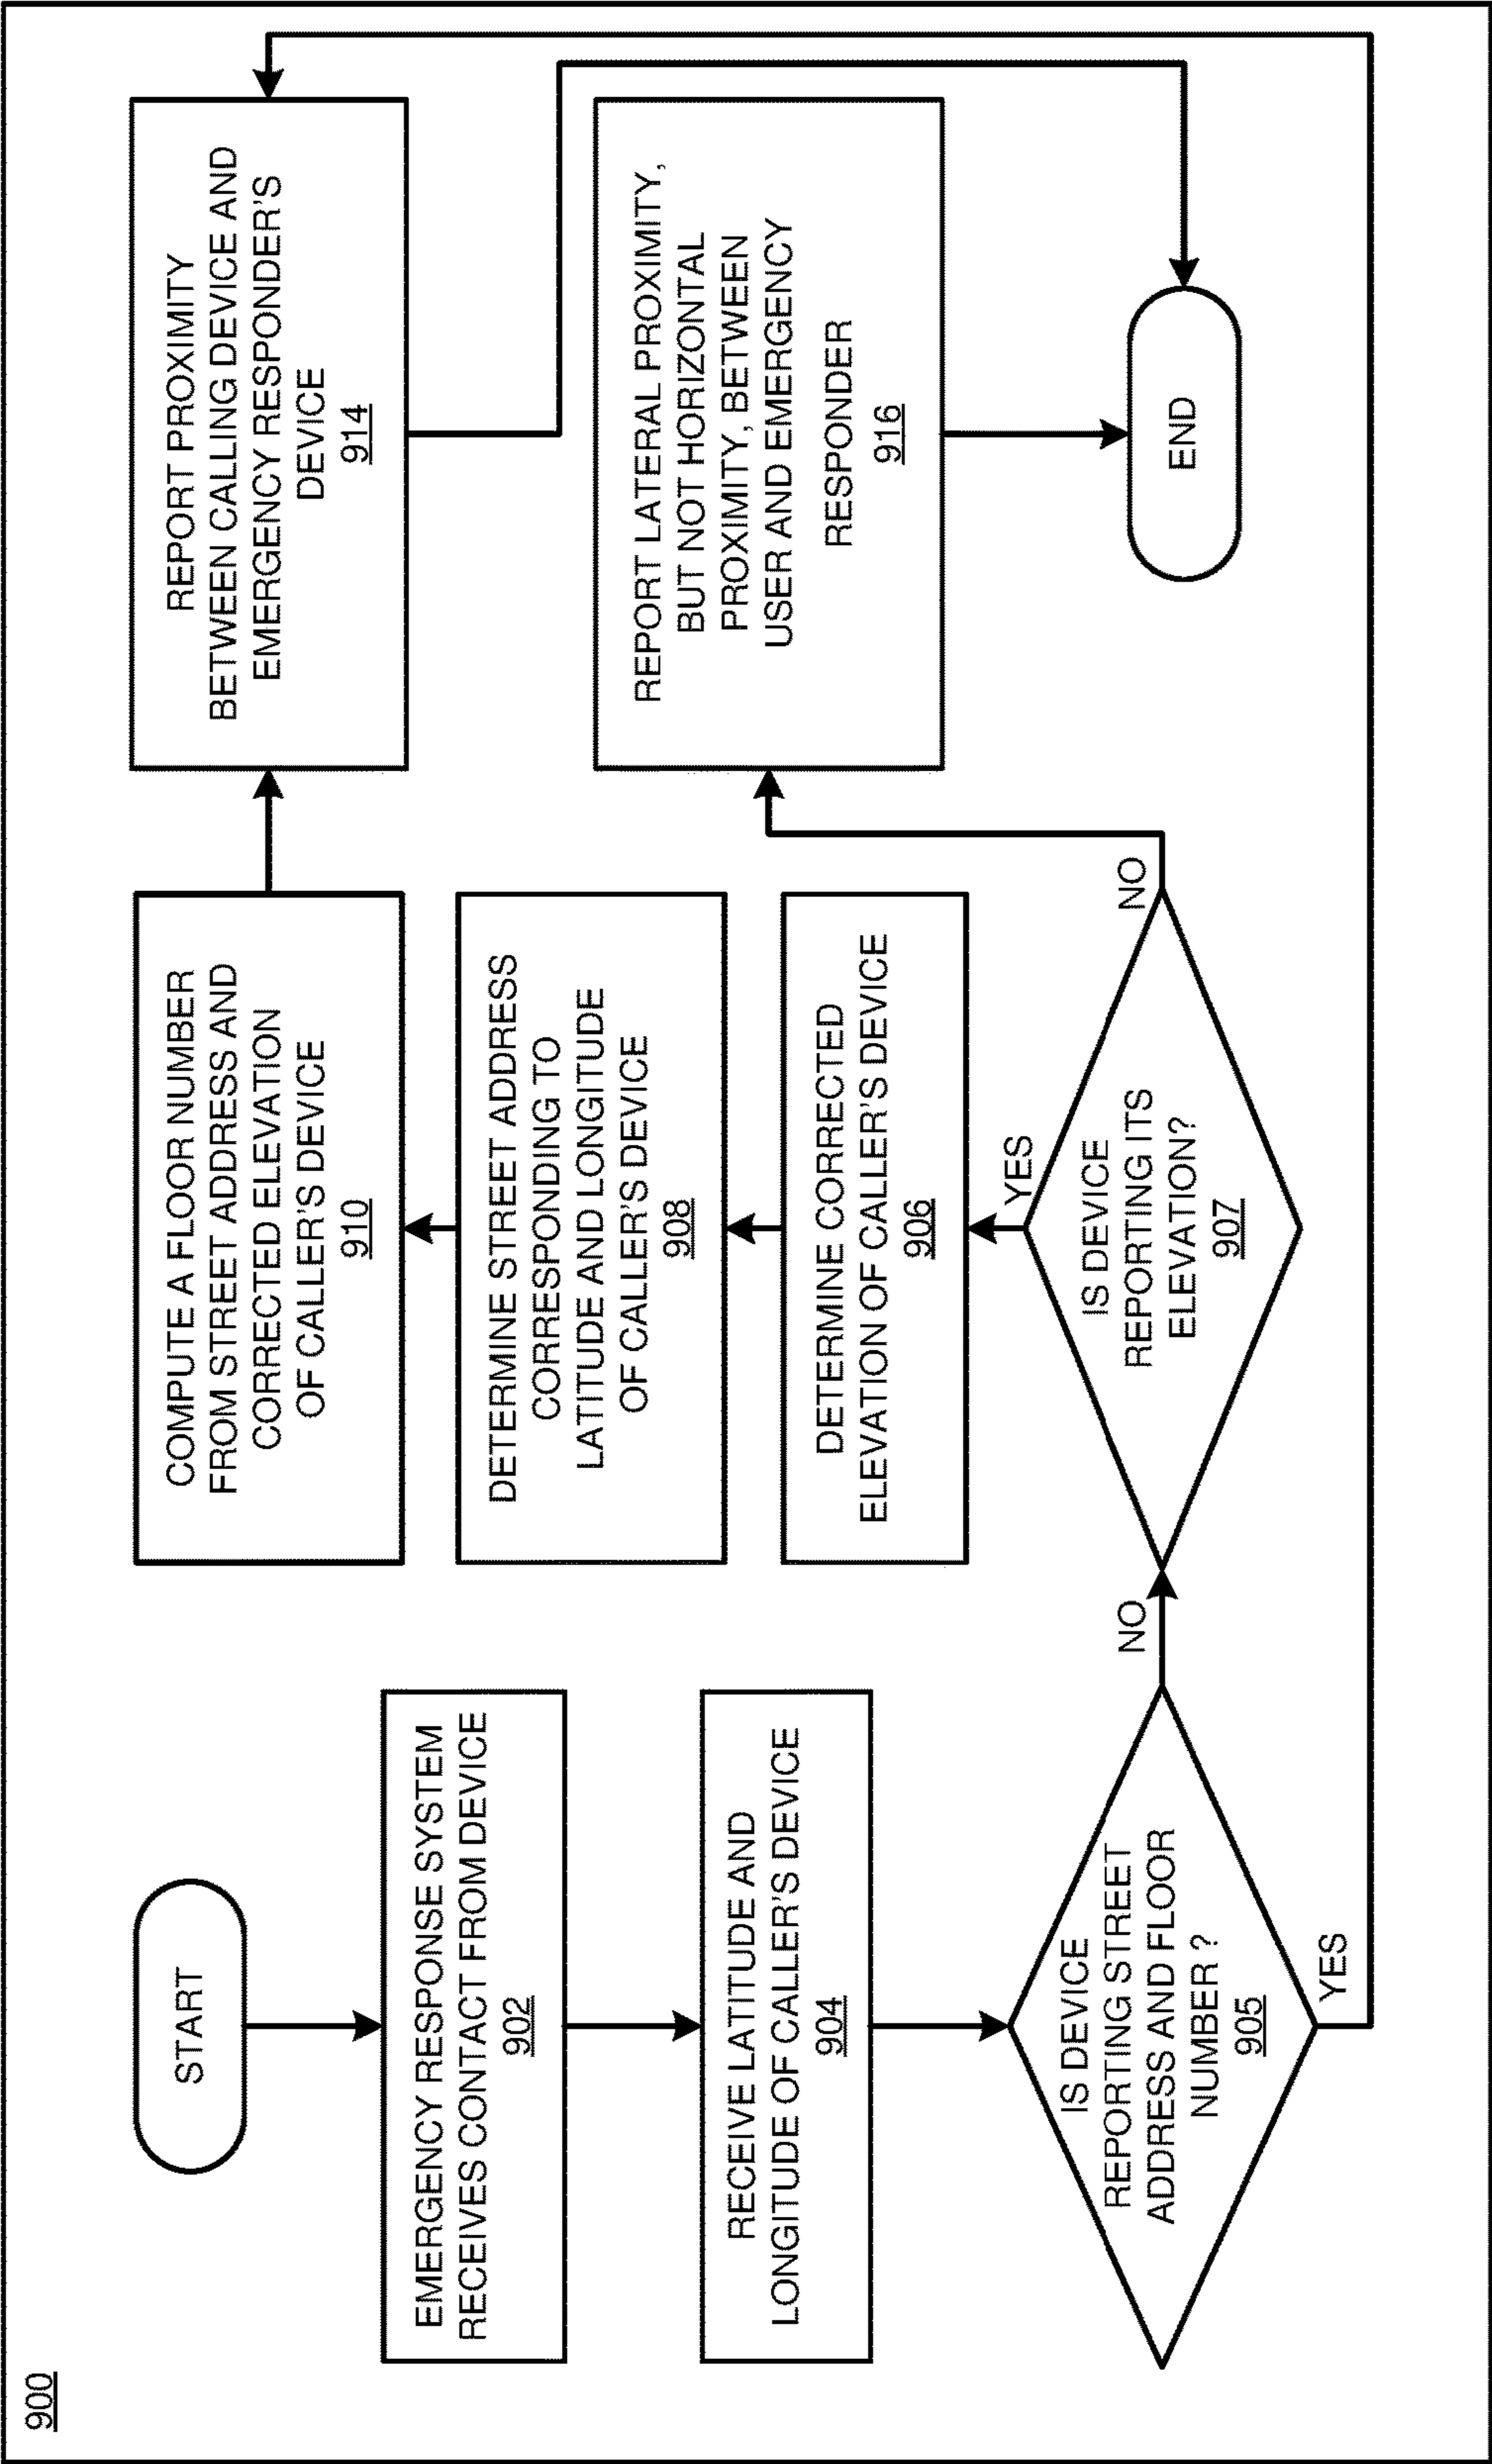 900
START
EMERGENCY RESPONSE SYSTEM
RECEIVES CONTACT FROM DEVICE
902
RECEIVE LATITUDE AND
LONGITUDE OF CALLER'S DEVICE
904
IS DEVICE
REPORTING STREET
ADDRESS AND FLOOR
NUMBER ?
905
YES
NO
IS DEVICE
REPORTING ITS
ELEVATION?
907
YES
NO
DETERMINE CORRECTED
ELEVATION OF CALLER'S DEVICE
906
DETERMINE STREET ADDRESS
CORRESPONDING TO
LATITUDE AND LONGITUDE
OF CALLER'S DEVICE
908
COMPUTE A FLOOR NUMBER
FROM STREET ADDRESS AND
CORRECTED ELEVATION
OF CALLER'S DEVICE
910
REPORT PROXIMITY
BETWEEN CALLING DEVICE AND
EMERGENCY RESPONDER'S
DEVICE
914
REPORT LATERAL PROXIMITY,
BUT NOT HORIZONTAL
PROXIMITY, BETWEEN
USER AND EMERGENCY
RESPONDER
916
END